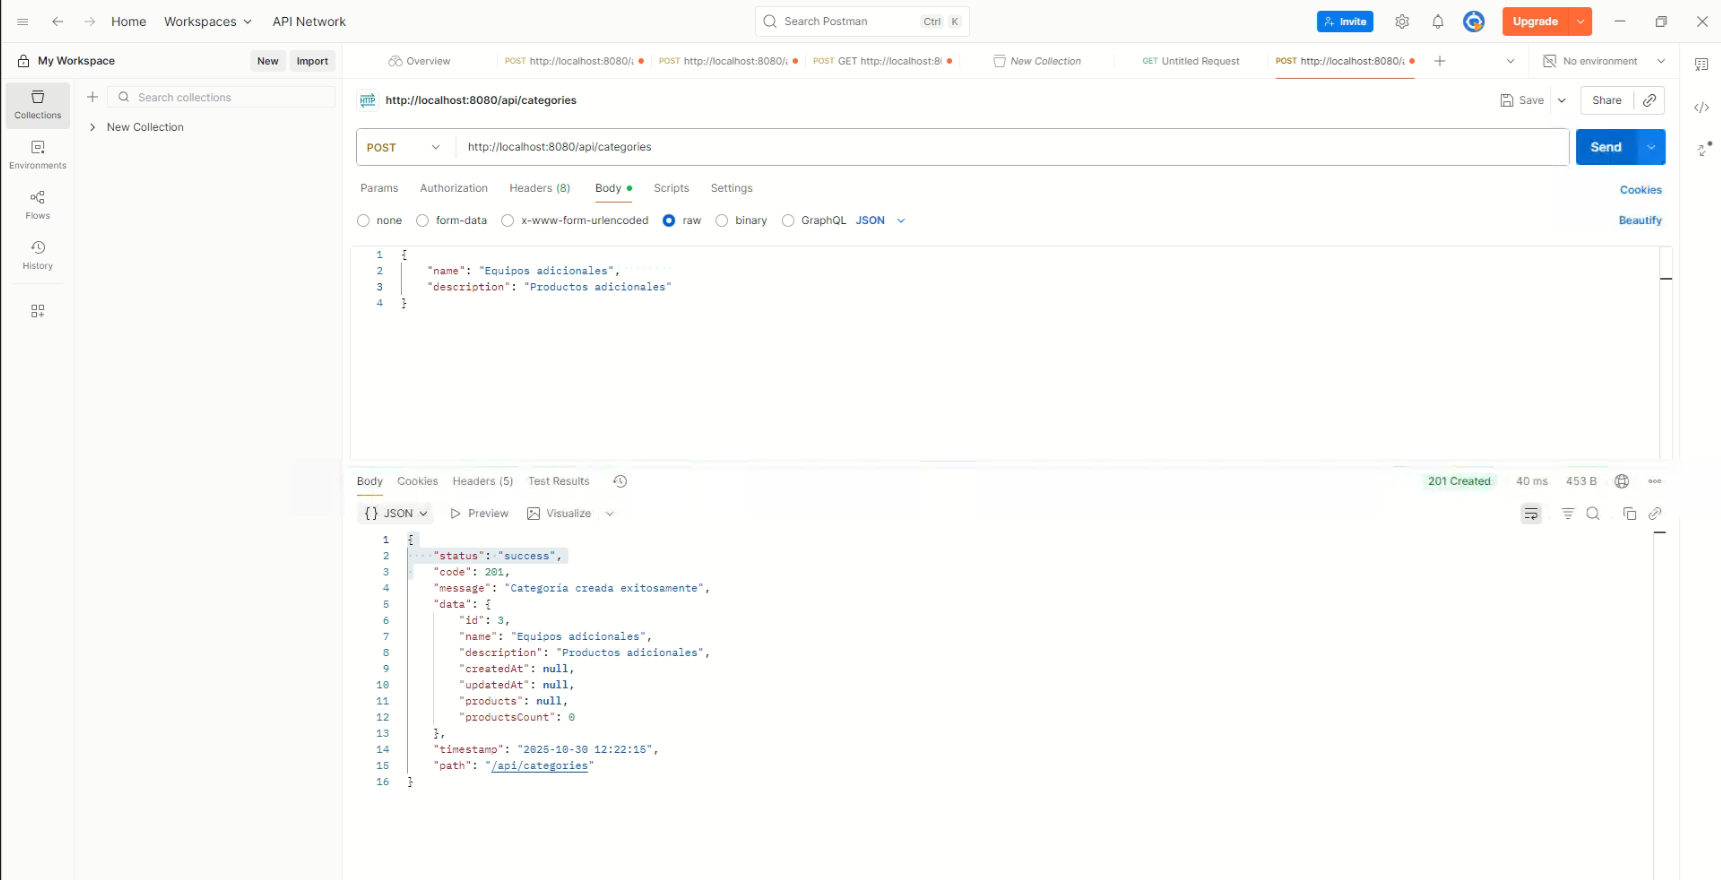 Home Workspaces API Network Search Postman Ctrl K Invite Upgrade
My Workspace New Import Overview POST http://localhost:8080/a POST http://localhost:8080/a POST GET http://localhost:8( New Collection GET Untitled Request POST http://localhost:8080/a No environment
Collections
Search collections
New Collection
Environments
Flows
History
HTTP http://localhost:8080/api/categories Save Share
POST http://localhost:8080/api/categories Send
Params Authorization Headers (8) Body Scripts Settings Cookies
none form-data x-www-form-urlencoded raw binary GraphQL JSON Beautify
1 {
2 "name": "Equipos adicionales",
3 "description": "Productos adicionales"
4 }
Body Cookies Headers (5) Test Results 201 Created 40 ms 453 B
{} JSON Preview Visualize
1 {
2 "status": "success",
3 "code": 201,
4 "message": "Categoría creada exitosamente",
5 "data": {
6 "id": 3,
7 "name": "Equipos adicionales",
8 "description": "Productos adicionales",
9 "createdAt": null,
10 "updatedAt": null,
11 "products": null,
12 "productsCount": 0
13 },
14 "timestamp": "2025-10-30 12:22:15",
15 "path": "/api/categories"
16 }